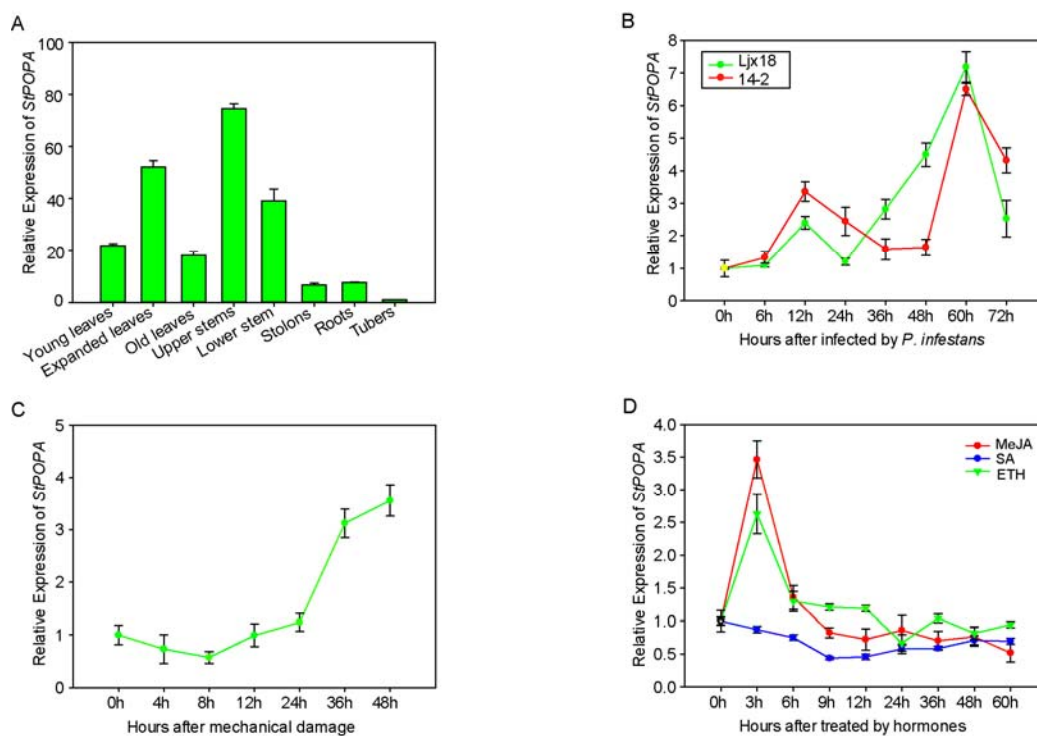 A
Relative Expression of StPOPA
100
80
60
40
20
0
Young leaves
Expanded leaves
Old leaves
Upper stems
Lower stem
Stolons
Roots
Tubers
B
Relative Expression of StPOPA
8
7
6
5
4
3
2
1
0
Ljx18
14-2
0h 6h 12h 24h 36h 48h 60h 72h
Hours after infected by P. infestans
C
Relative Expression of StPOPA
5
4
3
2
1
0
0h 4h 8h 12h 24h 36h 48h
Hours after mechanical damage
D
Relative Expression of StPOPA
4.0
3.5
3.0
2.5
2.0
1.5
1.0
0.5
0.0
MeJA
SA
ETH
0h 3h 6h 9h 12h 24h 36h 48h 60h
Hours after treated by hormones